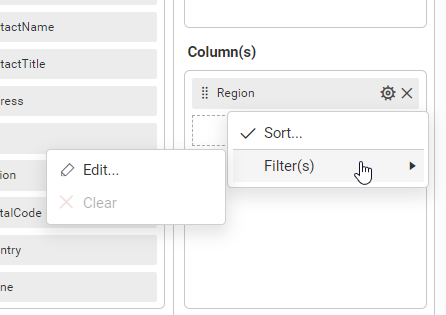 tactName
tactTitle
ress
ion
talCode
ntry
ne
Column(s)
Region
Sort...
Filter(s)
Edit...
Clear